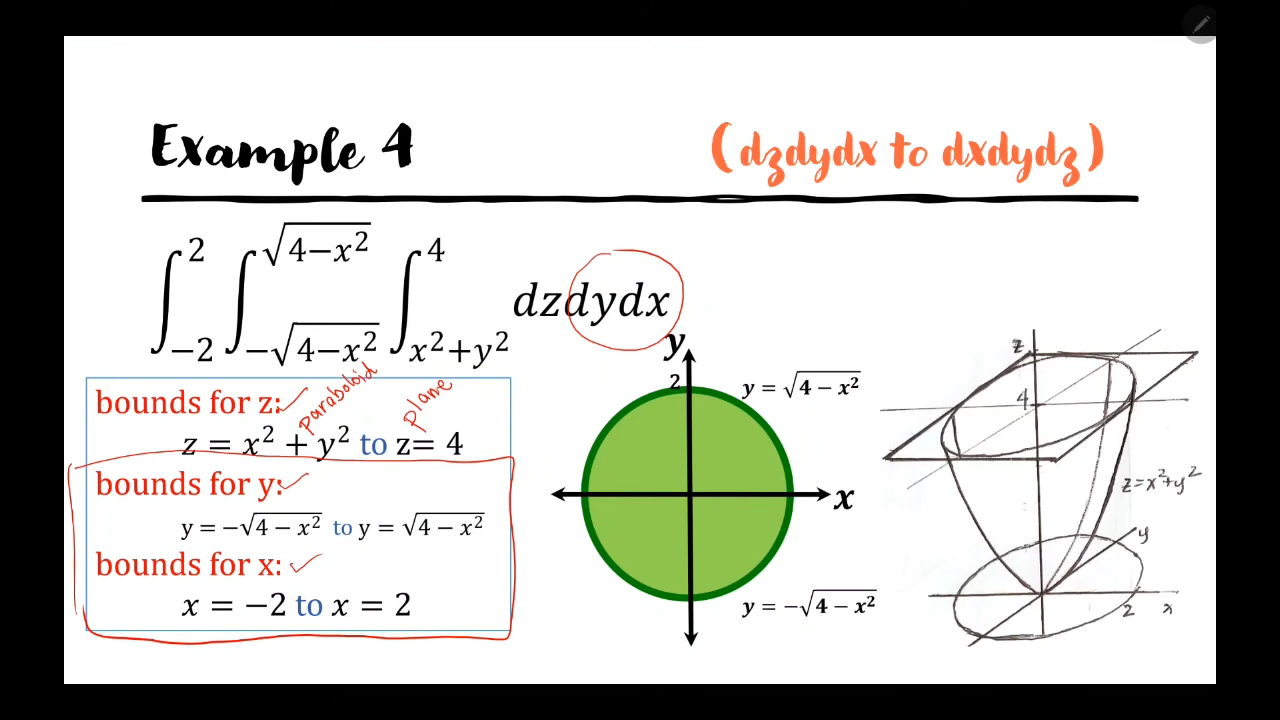 Example 4
(dzdydx to dxdydz)
∫_{-2}^{2} ∫_{-√(4−x²)}^{√(4−x²)} ∫_{x²+y²}^{4} dzdydx
bounds for z:
paraboloid
plane
z = x² + y² to z= 4
bounds for y:
y = −√(4 − x²) to y = √(4 − x²)
bounds for x:
x = −2 to x = 2
y
2
y = √(4 − x²)
x
y = −√(4 − x²)
z
4
z=x²+y²
y
2
x